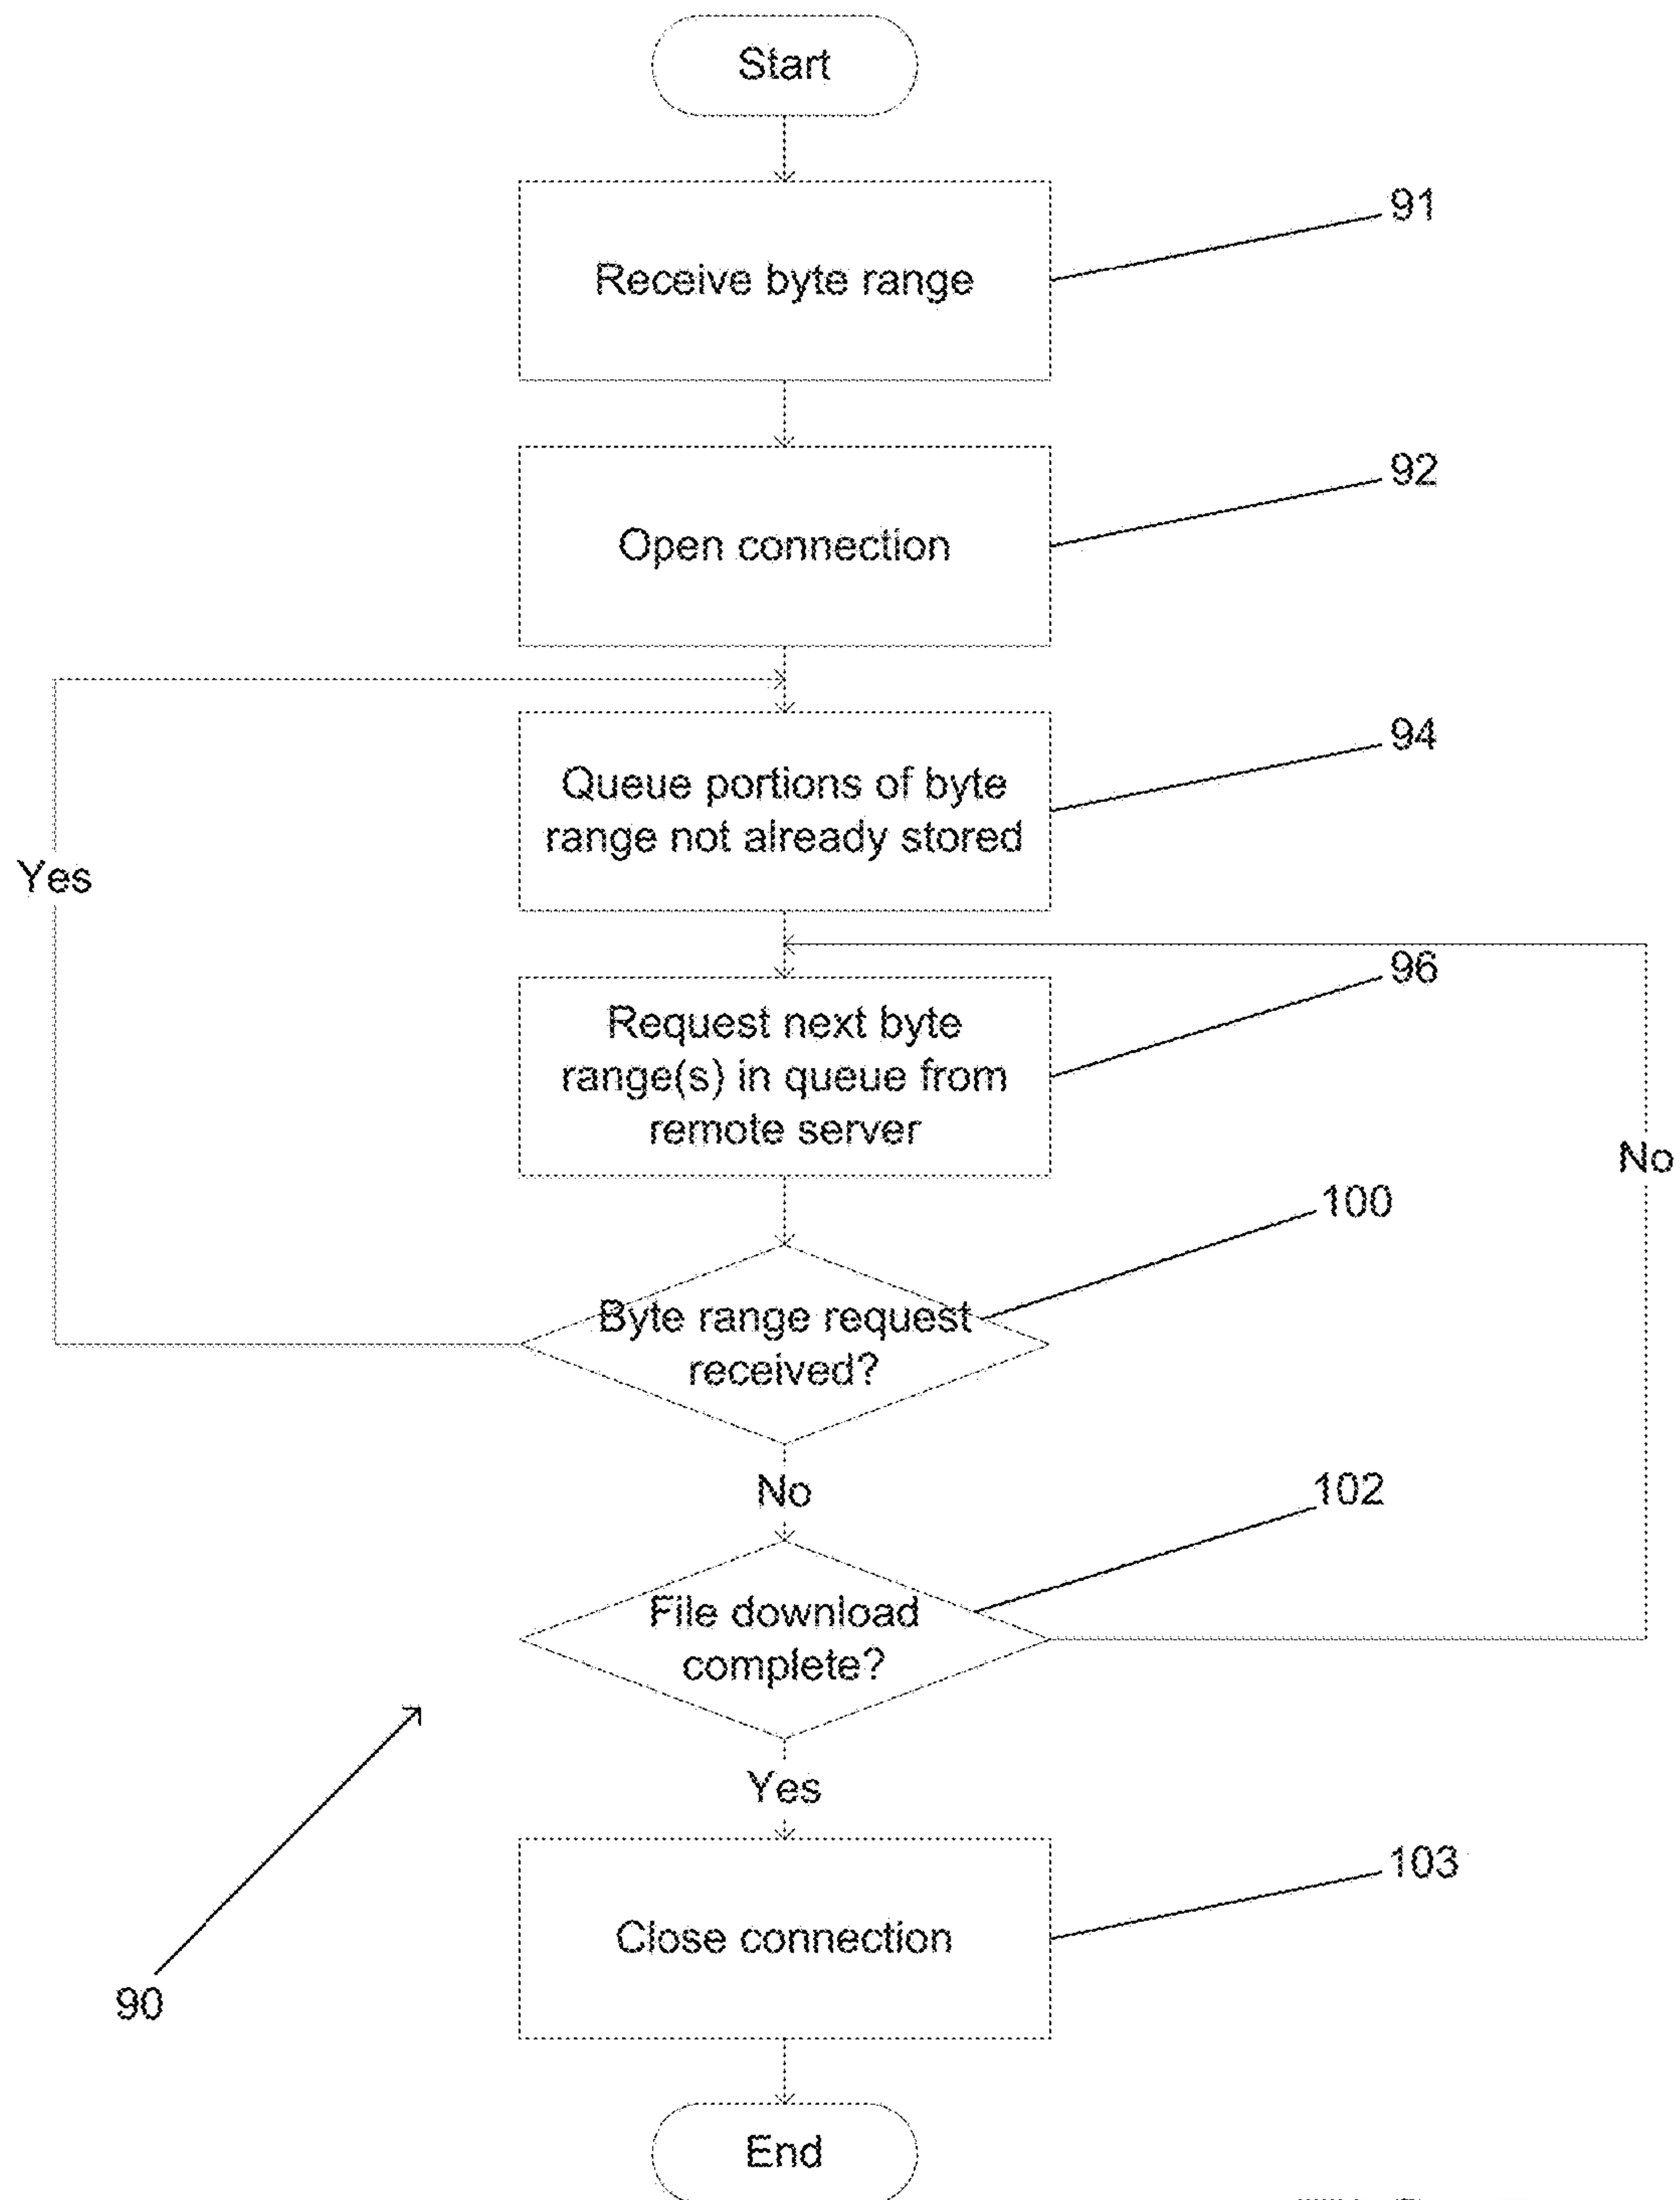 Start
91
Receive byte range
92
Open connection
94
Queue portions of byte
range not already stored
Yes
96
Request next byte
range(s) in queue from
remote server
No
100
Byte range request
received?
No
102
File download
complete?
Yes
103
Close connection
90
End